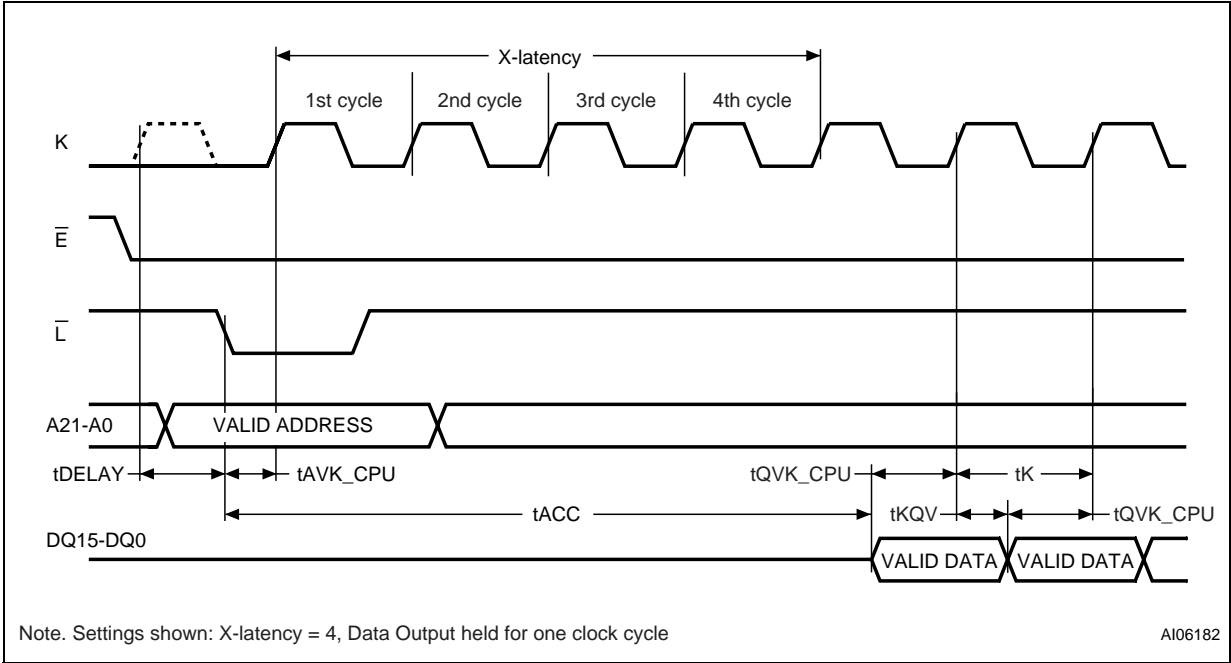 X-latency
1st cycle
2nd cycle
3rd cycle
4th cycle
K
E
L
A21-A0
VALID ADDRESS
tDELAY
tAVK_CPU
tQVK_CPU
tK
tACC
tKQV
tQVK_CPU
DQ15-DQ0
VALID DATA
VALID DATA
Note. Settings shown: X-latency = 4, Data Output held for one clock cycle
AI06182